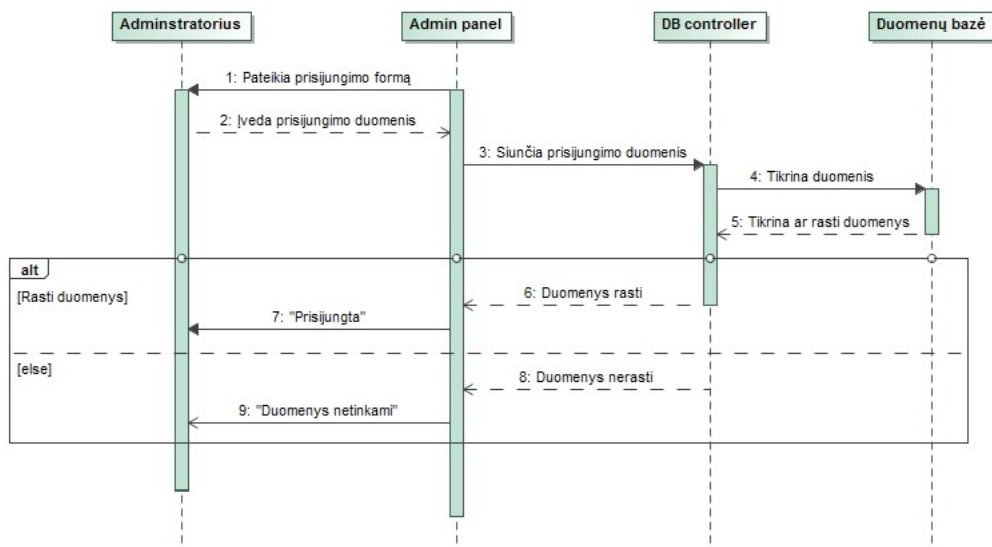 Adminstratorius
Admin panel
DB controller
Duomenų bazė
1: Pateikia prisijungimo formą
2: Įveda prisijungimo duomenis
3: Siunčia prisijungimo duomenis
4: Tikrina duomenis
5: Tikrina ar rasti duomenys
alt
[Rasti duomenys]
6: Duomenys rasti
7: "Prisijungta"
[else]
8: Duomenys nerasti
9: "Duomenys netinkami"